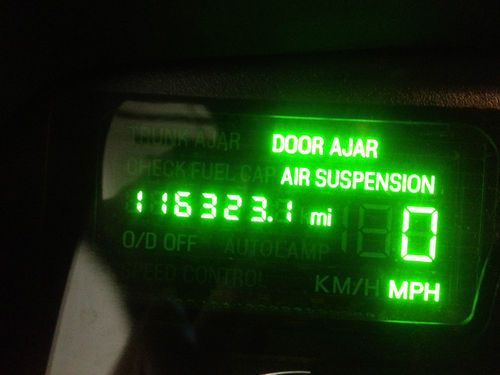 TRUNK AJAR DOOR AJAR
CHECK FUEL CAP AIR SUSPENSION
116323.1 mi 0
O/D OFF AUTOLAMP
SPEED CONTROL KM/H MPH